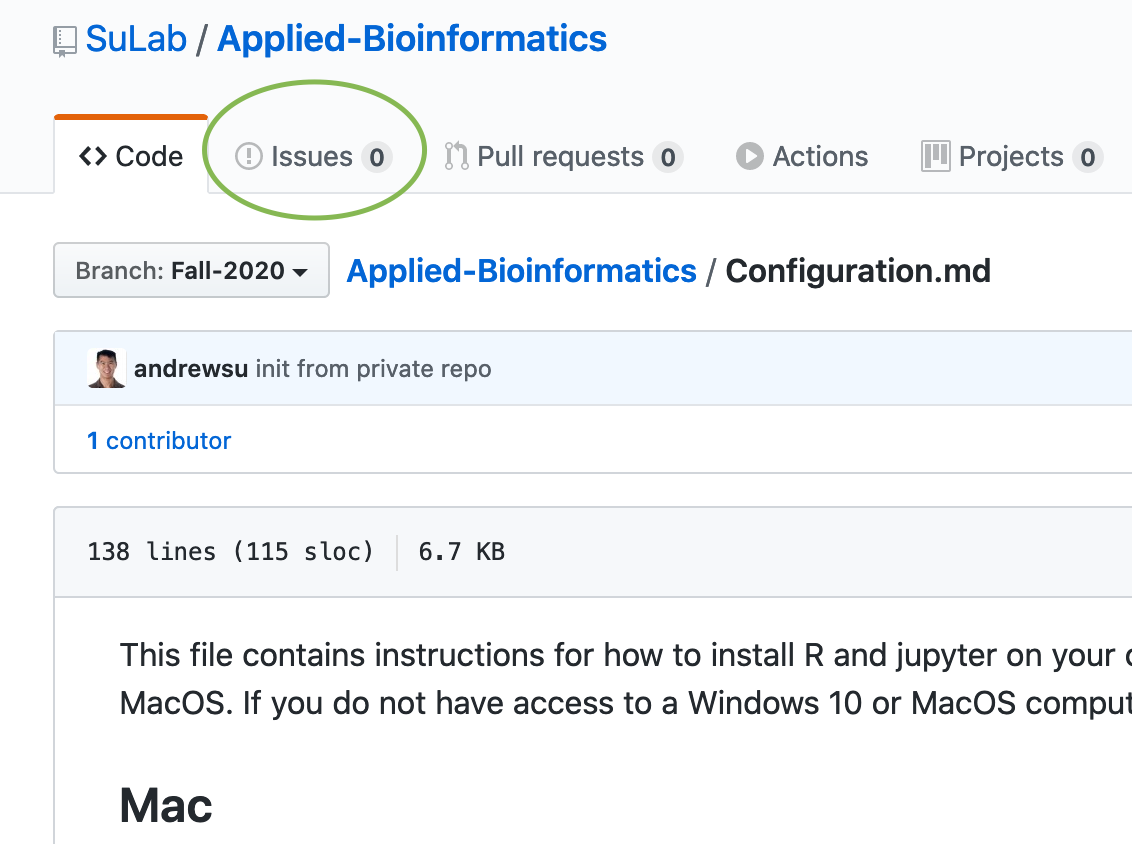 SuLab / Applied-Bioinformatics
Code Issues 0 Pull requests 0 Actions Projects 0
Branch: Fall-2020 Applied-Bioinformatics / Configuration.md
andrewsu init from private repo
1 contributor
138 lines (115 sloc) 6.7 KB
This file contains instructions for how to install R and jupyter on your
MacOS. If you do not have access to a Windows 10 or MacOS comput
Mac